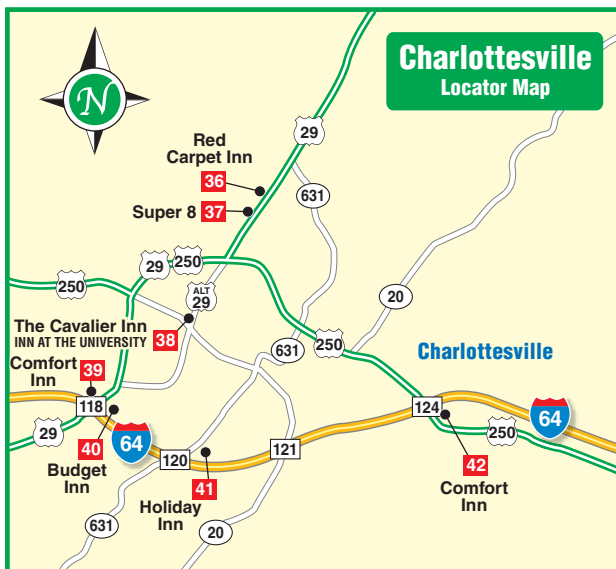 Charlottesville
Locator Map
N
29
Red
Carpet Inn
36
631
Super 8 37
29
250
250
20
ALT
29
The Cavalier Inn
INN AT THE UNIVERSITY 38
631
250
Charlottesville
Comfort
Inn
39
118
124
29
40
64
64
250
Budget
Inn
120
121
41
42
Holiday
Inn
Comfort
Inn
631
20